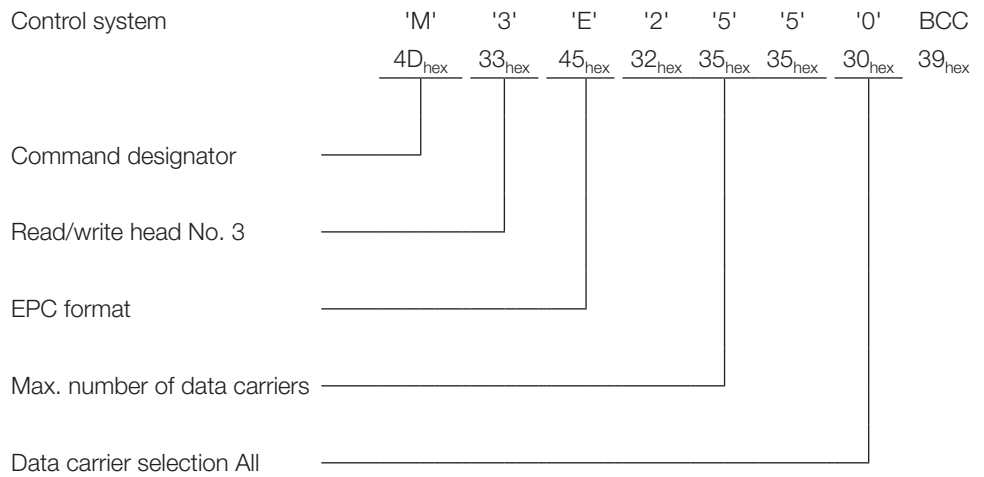 Control system 'M' '3' 'E' '2' '5' '5' '0' BCC
4Dhex 33hex 45hex 32hex 35hex 35hex 30hex 39hex
Command designator
Read/write head No. 3
EPC format
Max. number of data carriers
Data carrier selection All